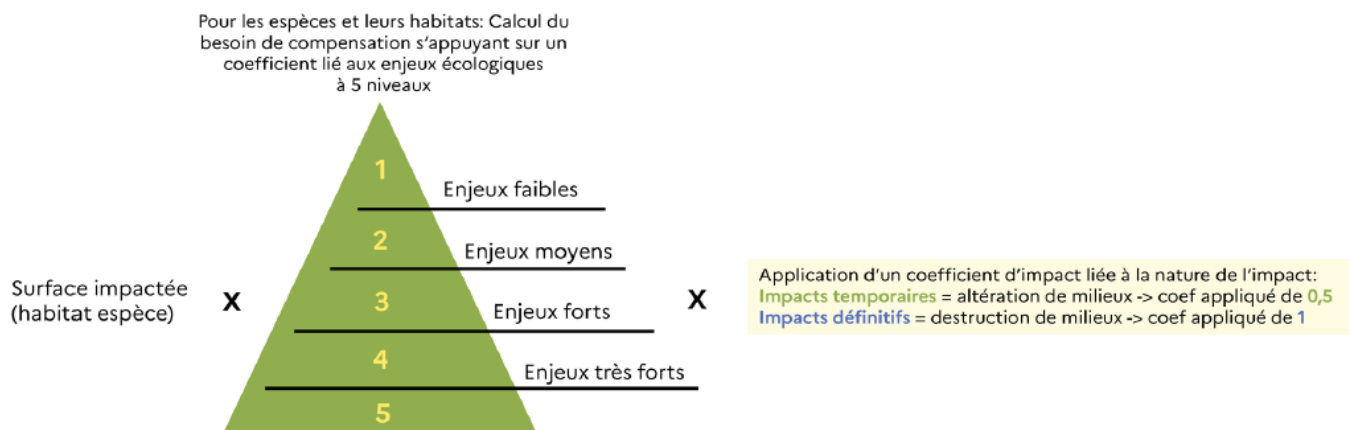 Pour les espèces et leurs habitats: Calcul du
besoin de compensation s'appuyant sur un
coefficient lié aux enjeux écologiques
à 5 niveaux
1
Enjeux faibles
2
Enjeux moyens
Surface impactée
(habitat espèce)
X
3
Enjeux forts
X
Application d'un coefficient d'impact liée à la nature de l'impact:
Impacts temporaires = altération de milieux -> coef appliqué de 0,5
Impacts définitifs = destruction de milieux -> coef appliqué de 1
4
Enjeux très forts
5